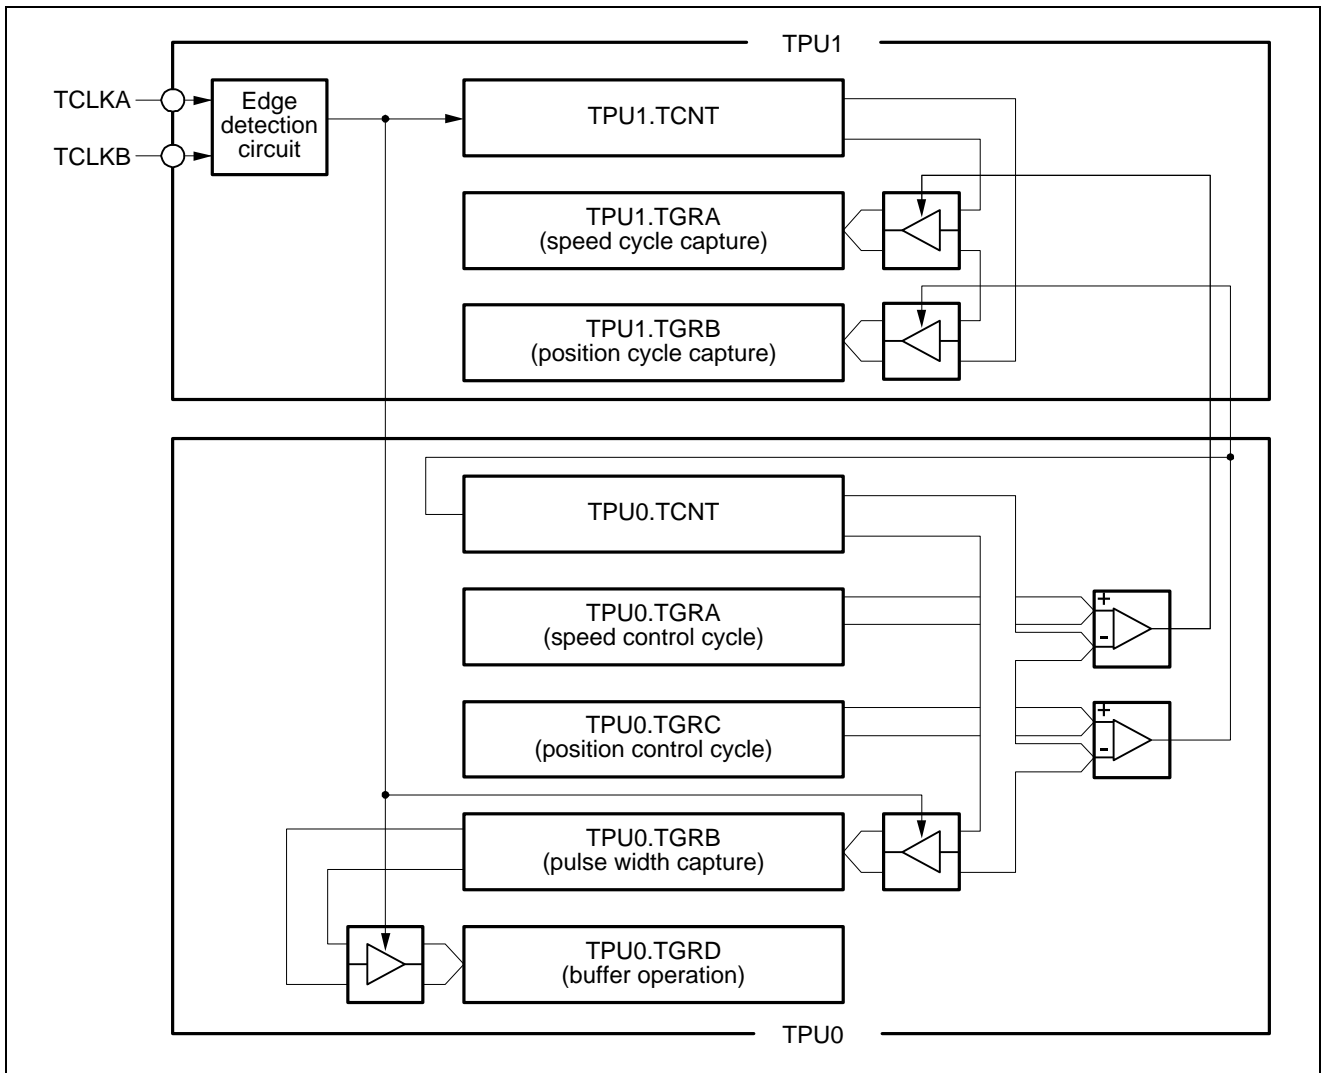 TPU1
TCLKA
TCLKB
Edge
detection
circuit
TPU1.TCNT
TPU1.TGRA
(speed cycle capture)
TPU1.TGRB
(position cycle capture)
TPU0.TCNT
TPU0.TGRA
(speed control cycle)
+
-
TPU0.TGRC
(position control cycle)
+
-
TPU0.TGRB
(pulse width capture)
TPU0.TGRD
(buffer operation)
TPU0